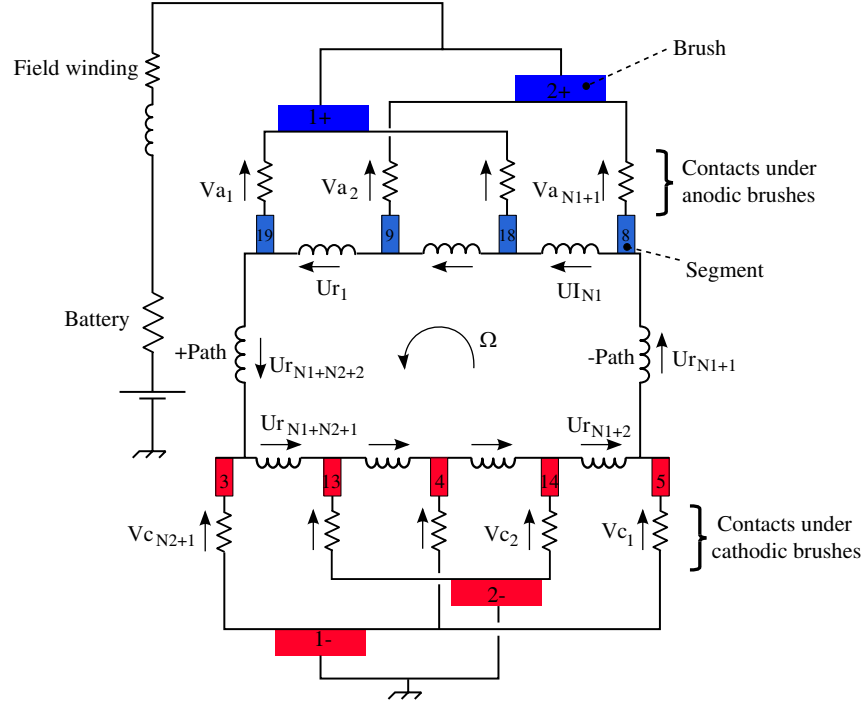 Field winding
Brush
2+
1+
Va1
Va2
VaN1+1
Contacts under
anodic brushes
19
9
18
8
Segment
Ur1
UIN1
Battery
+Path
UrN1+N2+2
Ω
-Path
UrN1+1
UrN1+N2+1
UrN1+2
3
13
4
14
5
VcN2+1
Vc2
Vc1
Contacts under
cathodic brushes
2-
1-